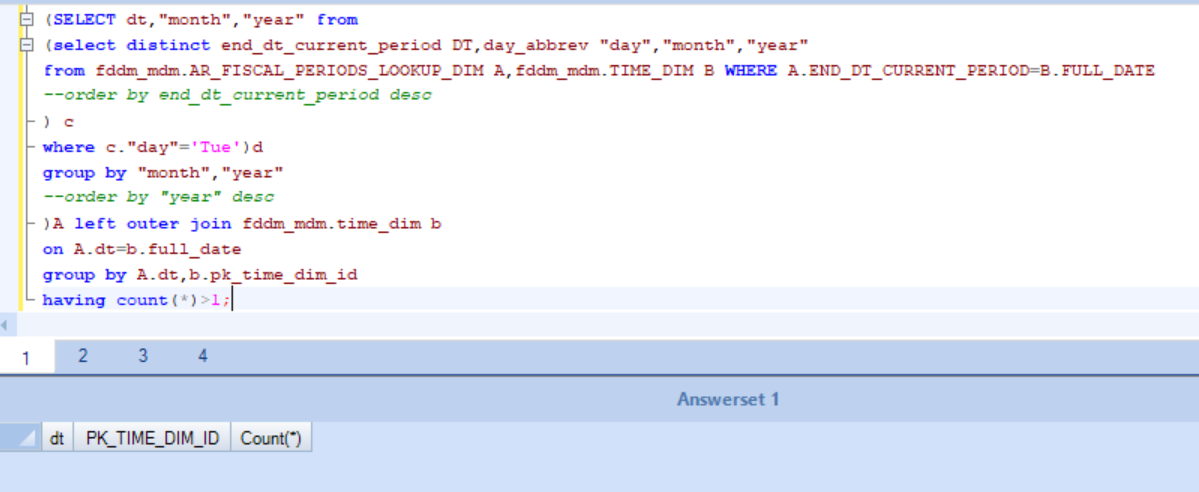 (SELECT dt,"month","year" from
(select distinct end_dt_current_period DT,day_abbrev "day","month","year"
from fddm_mdm.AR_FISCAL_PERIODS_LOOKUP_DIM A,fddm_mdm.TIME_DIM B WHERE A.END_DT_CURRENT_PERIOD=B.FULL_DATE
--order by end_dt_current_period desc
) c
where c."day"='Tue')d
group by "month","year"
--order by "year" desc
)A left outer join fddm_mdm.time_dim b
on A.dt=b.full_date
group by A.dt,b.pk_time_dim_id
having count(*)>1;
1 2 3 4
Answerset 1
dt PK_TIME_DIM_ID Count(*)